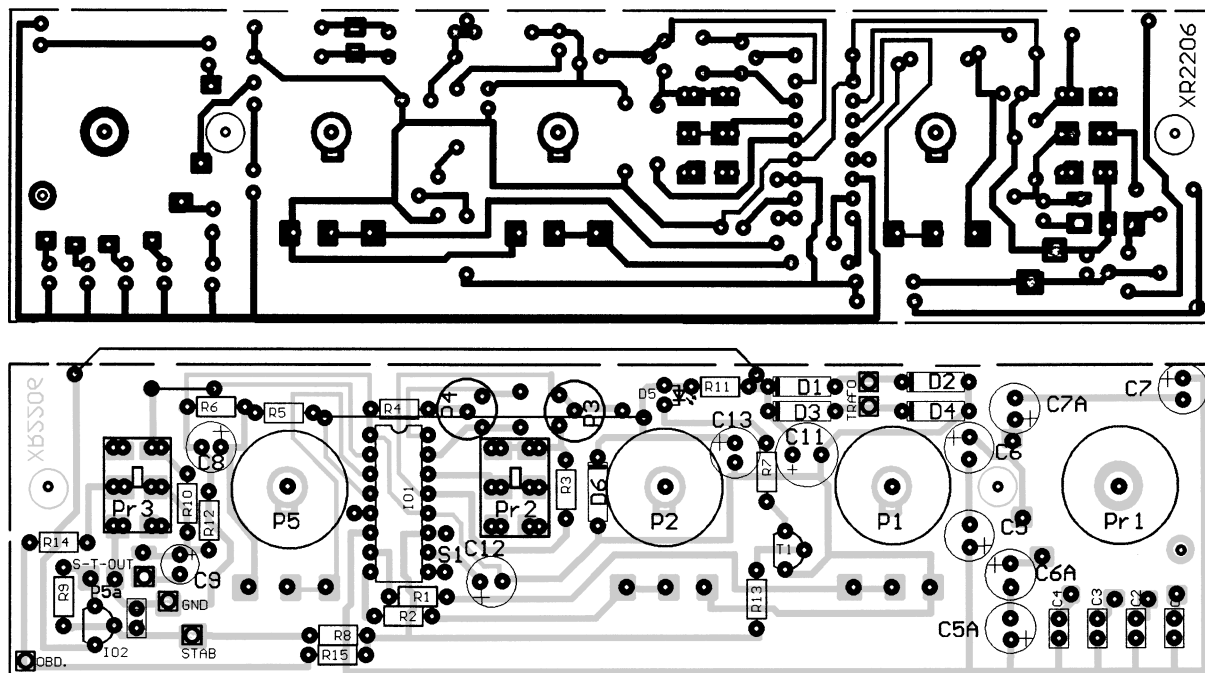 XR2206
XR2206
R6
R5
R4
P4
P3
D5
R11
D1
TRAFO
D2
C7
D3
D4
C7A
C8
C13
C11
C6
Pr3
R10
R12
P5
IO1
Pr2
R3
D6
P2
R7
P1
Pr1
R14
S-T-OUT
S1
C12
T1
C5
C6A
R9
P5a
C9
GND
R1
R2
R13
C5A
C4
C3
C2
IO2
STAB
R8
R15
OBD.